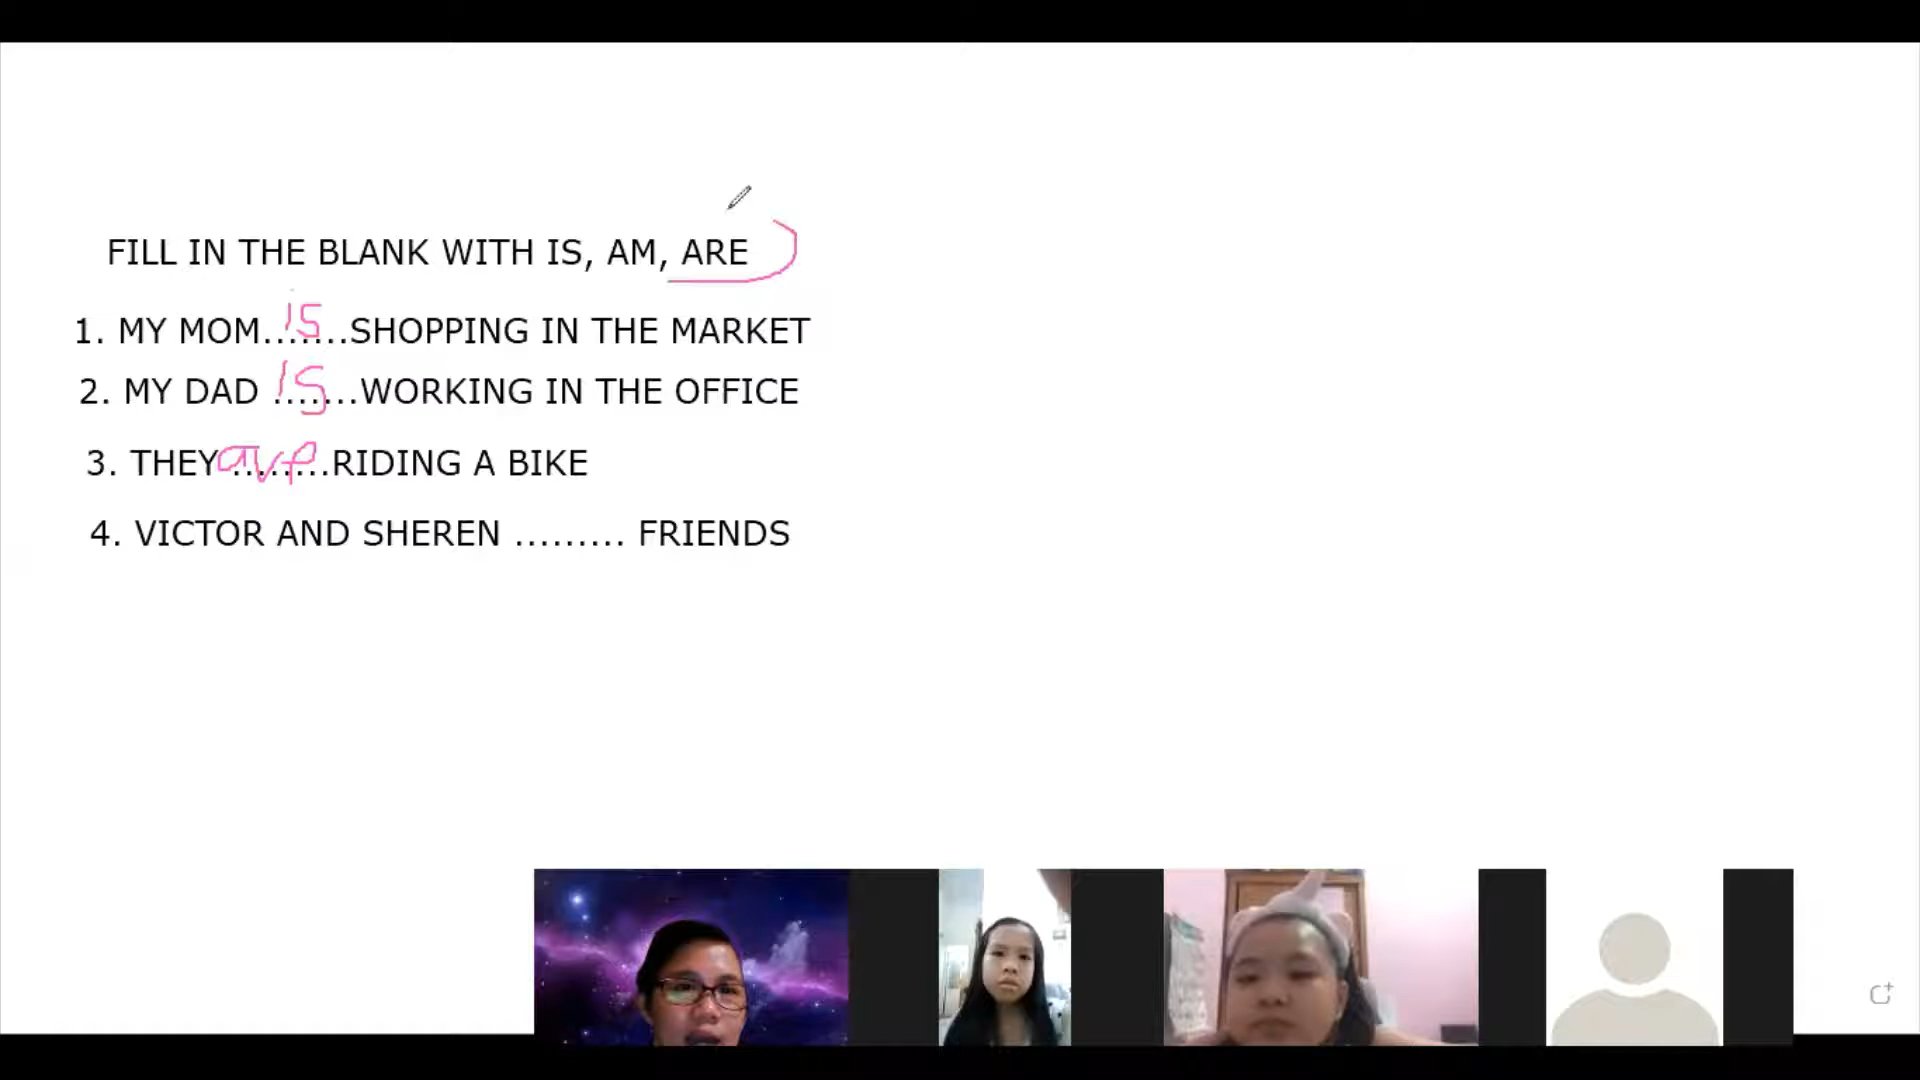 FILL IN THE BLANK WITH IS, AM, ARE
1. MY MOM...is....SHOPPING IN THE MARKET
2. MY DAD ...is....WORKING IN THE OFFICE
3. THEY are........RIDING A BIKE
4. VICTOR AND SHEREN ......... FRIENDS